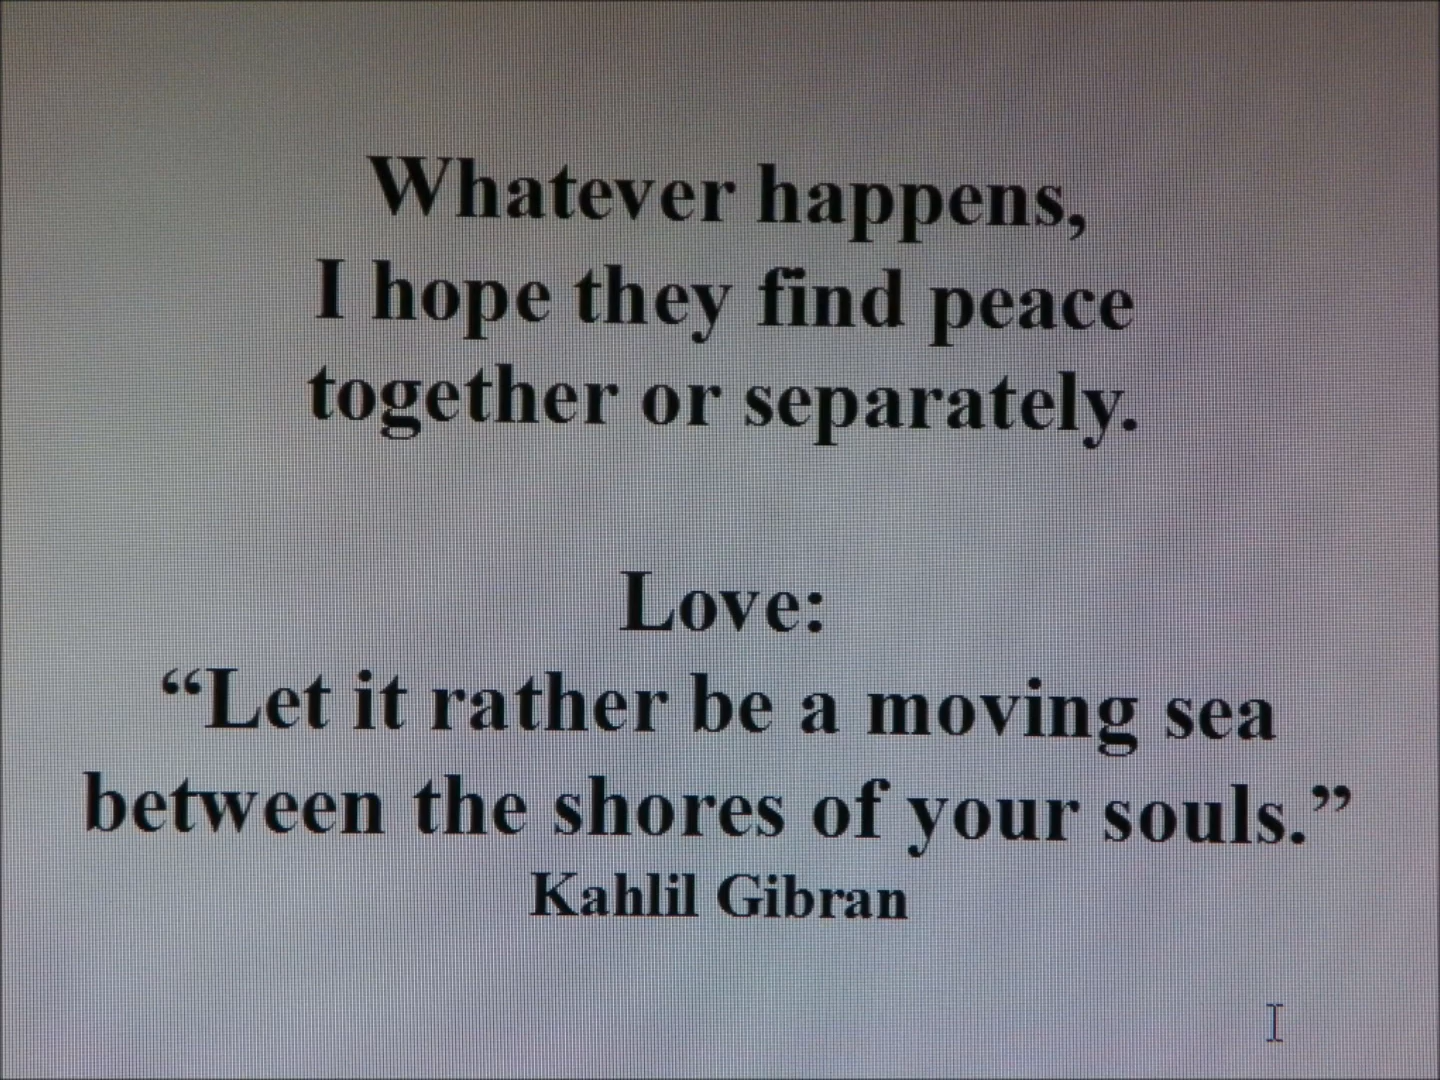 Whatever happens,
I hope they find peace
together or separately.
Love:
“Let it rather be a moving sea
between the shores of your souls.”
Kahlil Gibran